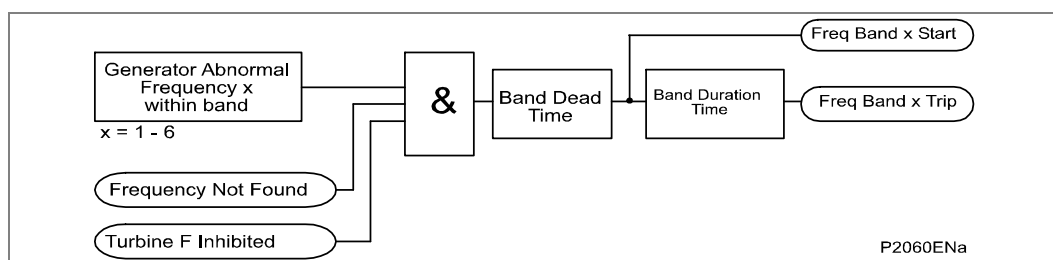 Generator Abnormal
Frequency x
within band
x = 1 - 6
&
Band Dead
Time
Band Duration
Time
Freq Band x Start
Freq Band x Trip
Frequency Not Found
Turbine F Inhibited
P2060ENa